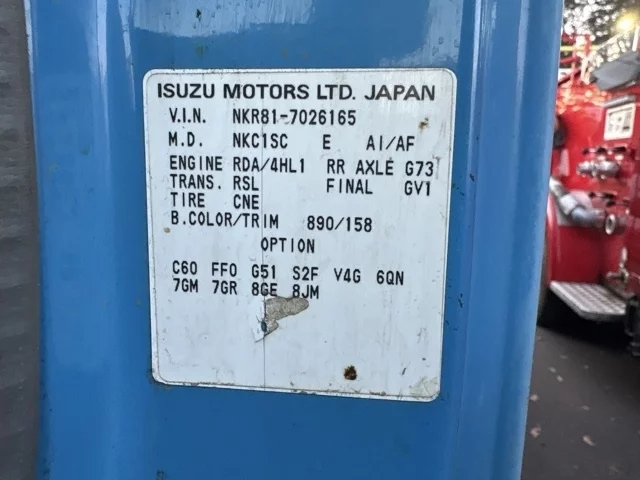 ISUZU MOTORS LTD. JAPAN
V.I.N. NKR81-7026165
M.D. NKC1SC E AI/AF
ENGINE RDA/4HL1 RR AXLE G73
TRANS. RSL FINAL GV1
TIRE CNE
B.COLOR/TRIM 890/158
OPTION
C60 FF0 G51 S2F V4G 6QN
7GM 7GR 8GE 8JM